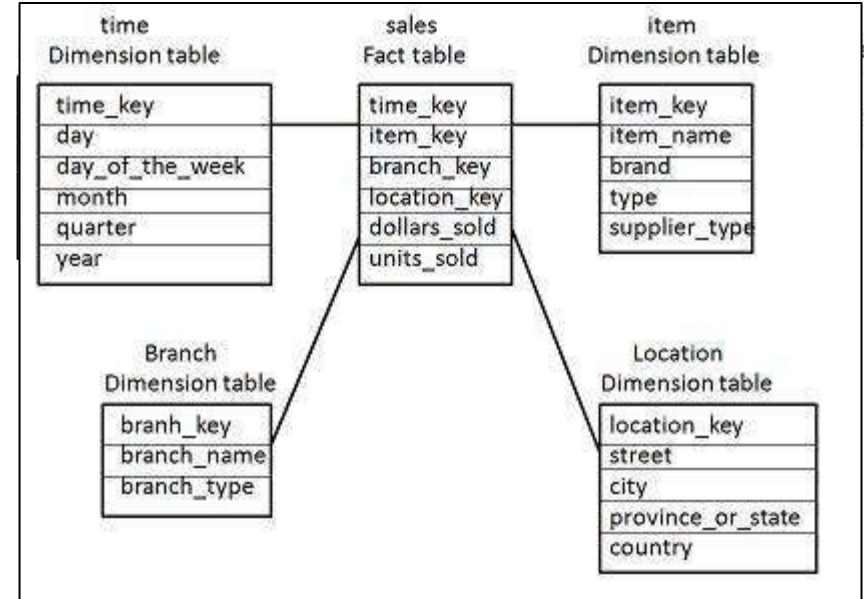 time
Dimension table
time_key
day
day_of_the_week
month
quarter
year
sales
Fact table
time_key
item_key
branch_key
location_key
dollars_sold
units_sold
item
Dimension table
item_key
item_name
brand
type
supplier_type
Branch
Dimension table
branh_key
branch_name
branch_type
Location
Dimension table
location_key
street
city
province_or_state
country